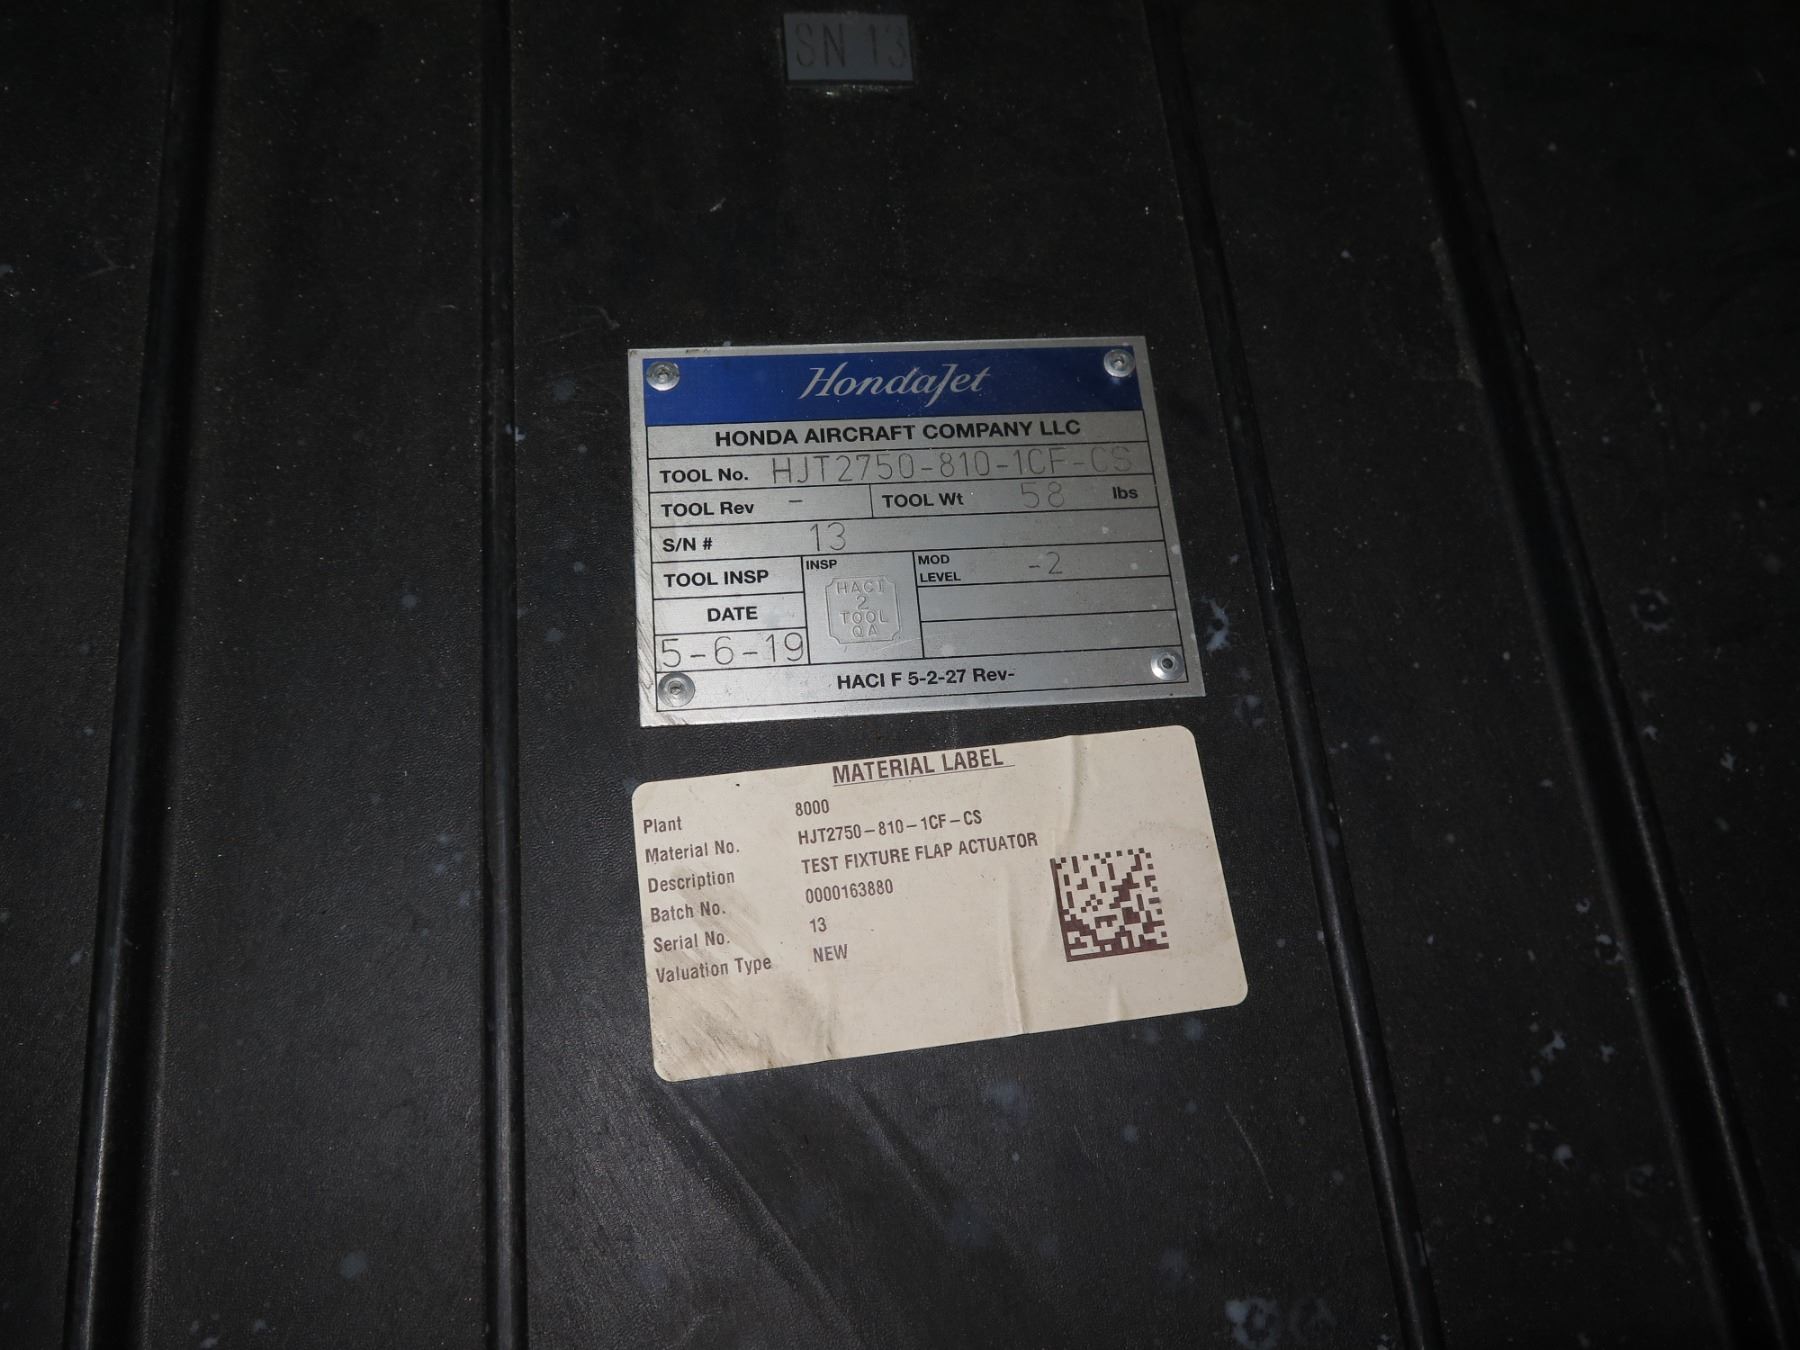 SN 13
HondaJet
HONDA AIRCRAFT COMPANY LLC
TOOL No. HJT2750-810-1CF-CS
TOOL Rev - TOOL Wt 58 lbs
S/N # 13
TOOL INSP INSP MOD LEVEL -2
HACI
2
TOOL
QA
DATE
5-6-19
HACI F 5-2-27 Rev-
MATERIAL LABEL
Plant 8000
Material No. HJT2750-810-1CF-CS
Description TEST FIXTURE FLAP ACTUATOR
Batch No. 0000163880
Serial No. 13
Valuation Type NEW